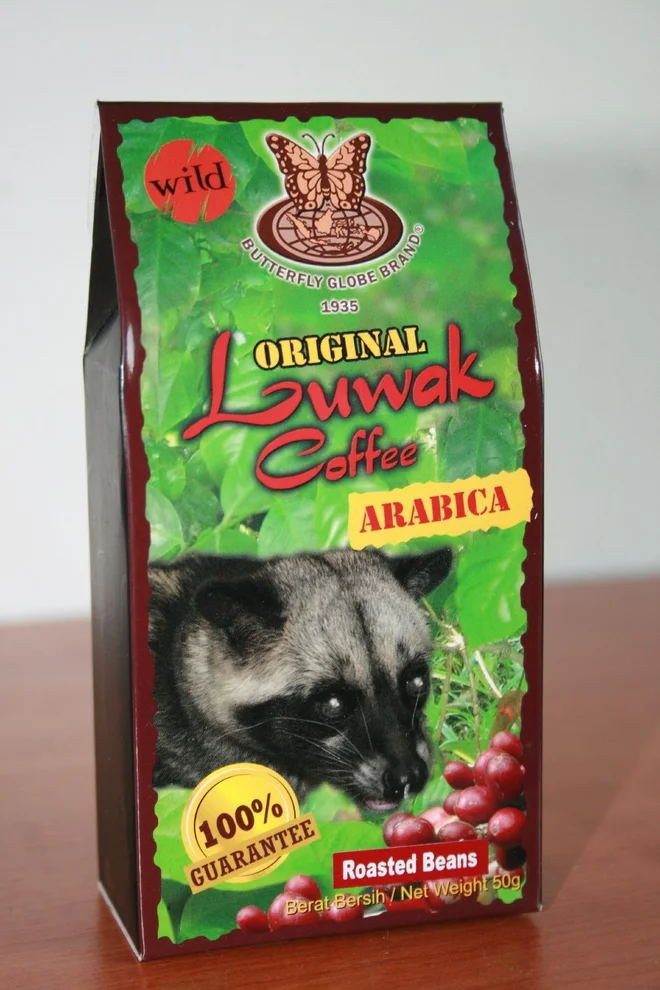 wild
BUTTERFLY GLOBE BRAND®
1935
ORIGINAL
Luwak
Coffee
ARABICA
100%
GUARANTEE
Roasted Beans
Berat Bersih / Net Weight 50g